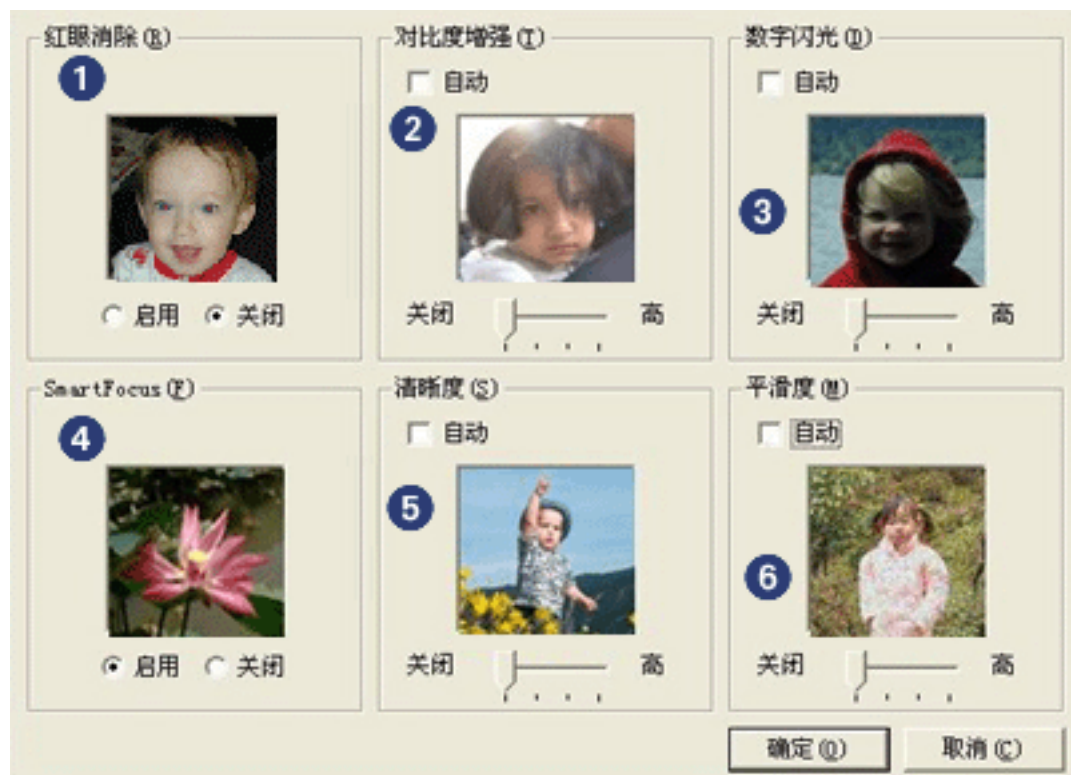 红眼消除(R)
1
启用 关闭
对比度增强(T)
自动
2
关闭 高
数字闪光(D)
自动
3
关闭 高
SmartFocus(F)
4
启用 关闭
清晰度(S)
自动
5
关闭 高
平滑度(M)
自动
6
关闭 高
确定(O) 取消(C)